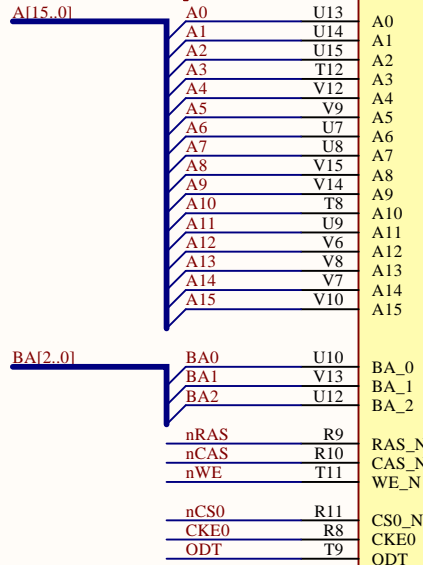 A[15..0] A0 U13 A0
A1 U14 A1
A2 U15 A2
A3 T12 A3
A4 V12 A4
A5 V9 A5
A6 U7 A6
A7 U8 A7
A8 V15 A8
A9 V14 A9
A10 T8 A10
A11 U9 A11
A12 V6 A12
A13 V8 A13
A14 V7 A14
A15 V10 A15
BA[2..0] BA0 U10 BA_0
BA1 V13 BA_1
BA2 U12 BA_2
nRAS R9 RAS_N
nCAS R10 CAS_N
nWE T11 WE_N
nCS0 R11 CS0_N
CKE0 R8 CKE0
ODT T9 ODT